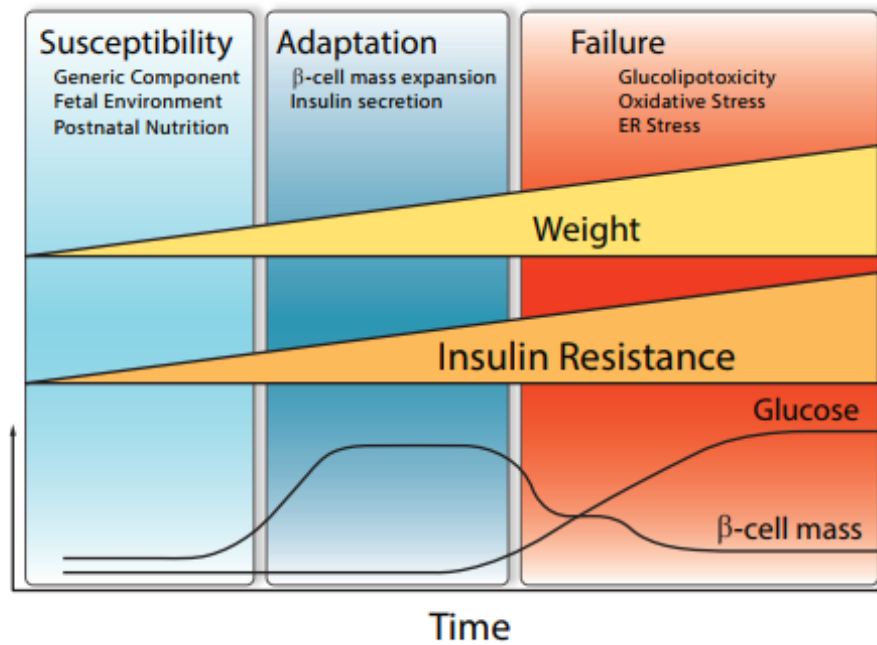 Susceptibility
Generic Component
Fetal Environment
Postnatal Nutrition
Adaptation
β-cell mass expansion
Insulin secretion
Failure
Glucolipotoxicity
Oxidative Stress
ER Stress
Weight
Insulin Resistance
Glucose
β-cell mass
Time